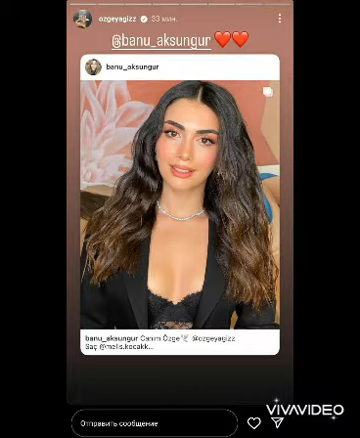 ozgeyagizz 33 мин.
@banu_aksungur ❤️❤️
banu_aksungur
banu_aksungur Canım Özge🕊 @ozgeyagizz
Saç @melis.kocakk...
VIVAVIDEO
Отправить сообщение